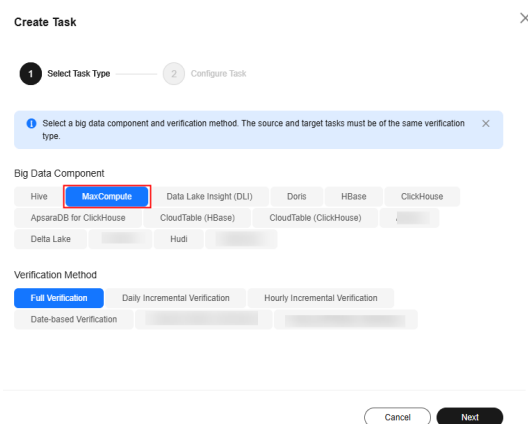 Create Task
1 Select Task Type 2 Configure Task
Select a big data component and verification method. The source and target tasks must be of the same verification
type.
Big Data Component
Hive MaxCompute Data Lake Insight (DLI) Doris HBase ClickHouse
ApsaraDB for ClickHouse CloudTable (HBase) CloudTable (ClickHouse)
Delta Lake Hudi
Verification Method
Full Verification Daily Incremental Verification Hourly Incremental Verification
Date-based Verification
Cancel Next